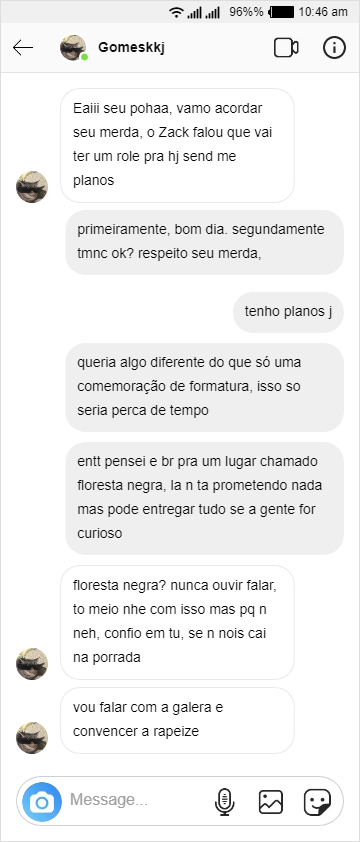 96%% 10:46 am
Gomeskkj
Eaiii seu pohaa, vamo acordar
seu merda, o Zack falou que vai
ter um role pra hj send me
planos
primeiramente, bom dia. segundamente
tmnc ok? respeito seu merda,
tenho planos j
queria algo diferente do que só uma
comemoração de formatura, isso so
seria perca de tempo
entt pensei e br pra um lugar chamado
floresta negra, la n ta prometendo nada
mas pode entregar tudo se a gente for
curioso
floresta negra? nunca ouvir falar,
to meio nhe com isso mas pq n
neh, confio em tu, se n nois cai
na porrada
vou falar com a galera e
convencer a rapeize
Message...